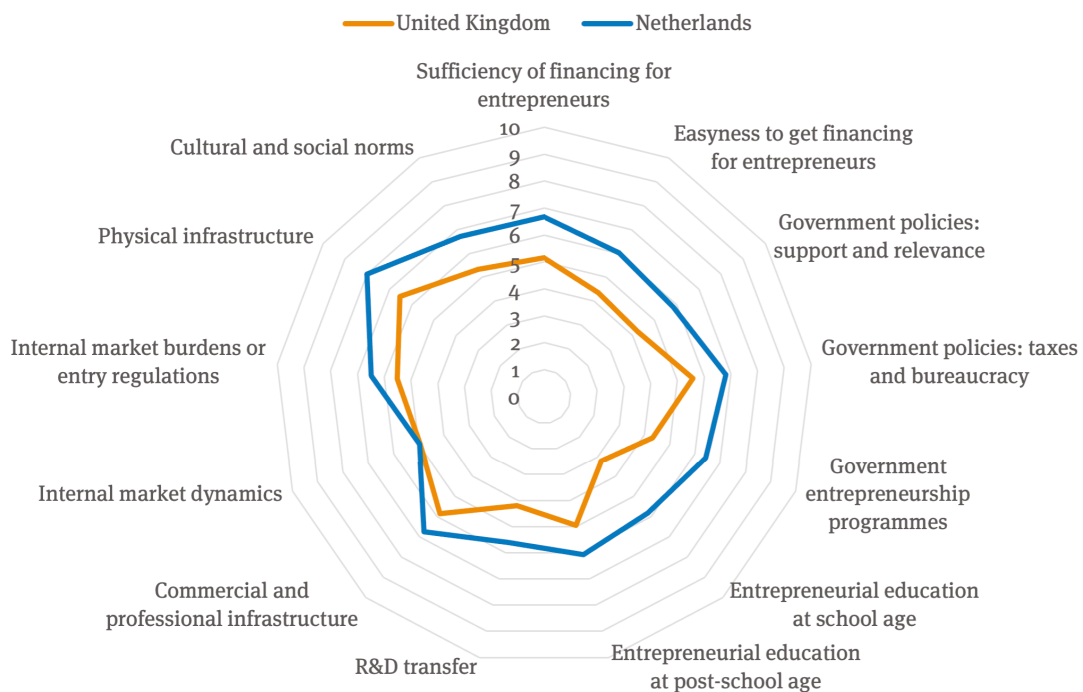 United Kingdom
Netherlands
Sufficiency of financing for
entrepreneurs
Easyness to get financing
for entrepreneurs
Government policies:
support and relevance
Government policies: taxes
and bureaucracy
Government
entrepreneurship
programmes
Entrepreneurial education
at school age
Entrepreneurial education
at post-school age
R&D transfer
Commercial and
professional infrastructure
Internal market dynamics
Internal market burdens or
entry regulations
Physical infrastructure
Cultural and social norms
10
9
8
7
6
5
4
3
2
1
0